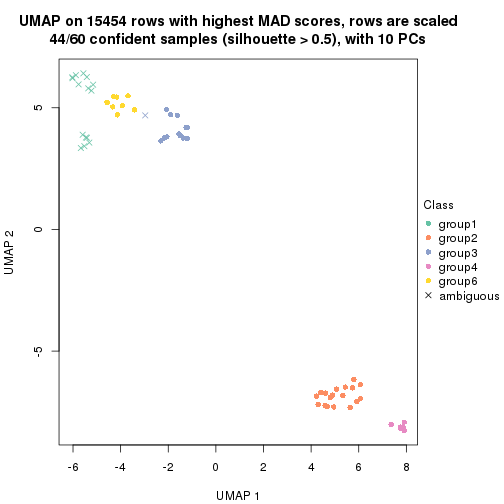 UMAP on 15454 rows with highest MAD scores, rows are scaled
44/60 confident samples (silhouette > 0.5), with 10 PCs
5
0
-5
UMAP 2
-6 -4 -2 0 2 4 6 8
UMAP 1
Class
group1
group2
group3
group4
group6
ambiguous